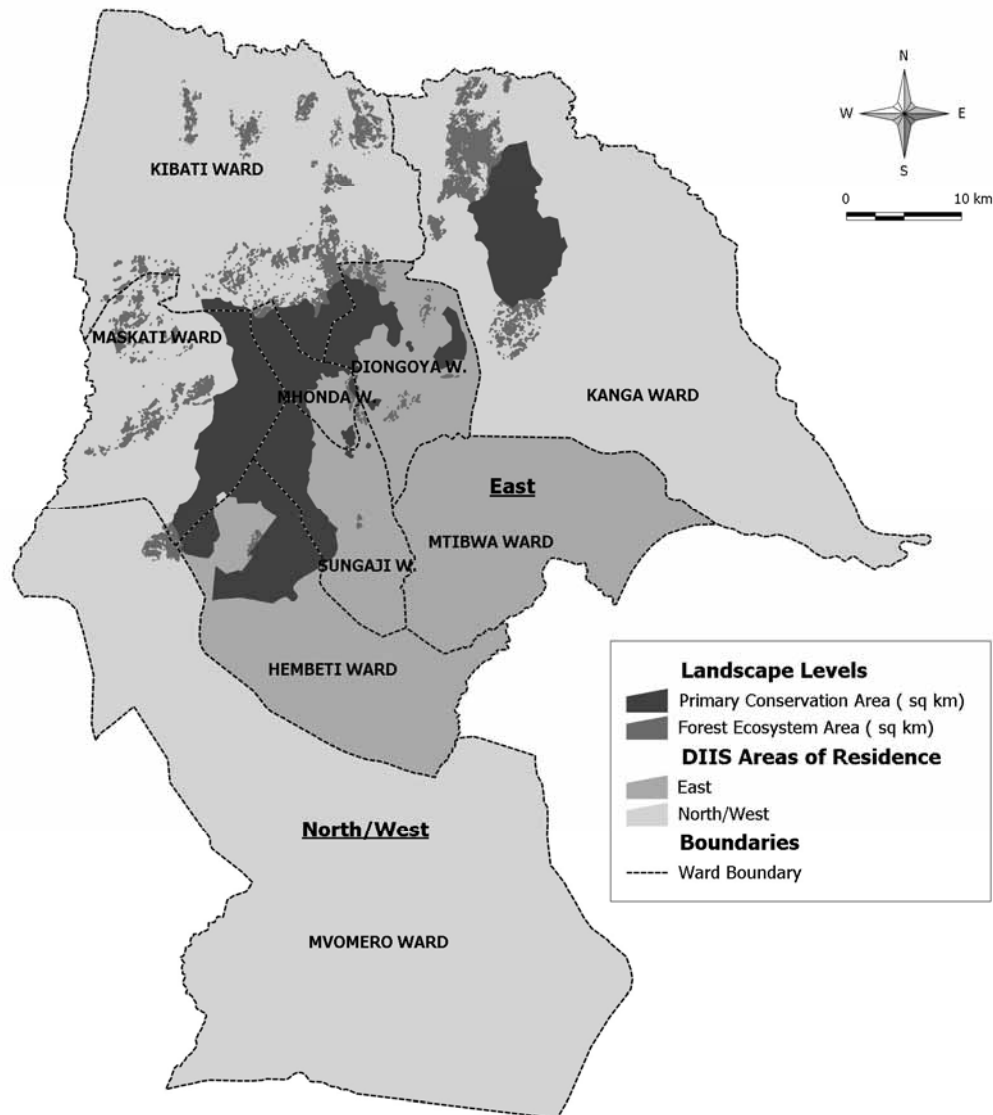 N
W E
S
0 10 km
KIBATI WARD
MASKATI WARD
DIONGOYA W.
MHONDA W.
KANGA WARD
East
MTIBWA WARD
SUNGAJI W.
HEMBETI WARD
North/West
MVOMERO WARD
Landscape Levels
Primary Conservation Area ( sq km)
Forest Ecosystem Area ( sq km)
DIIS Areas of Residence
East
North/West
Boundaries
Ward Boundary